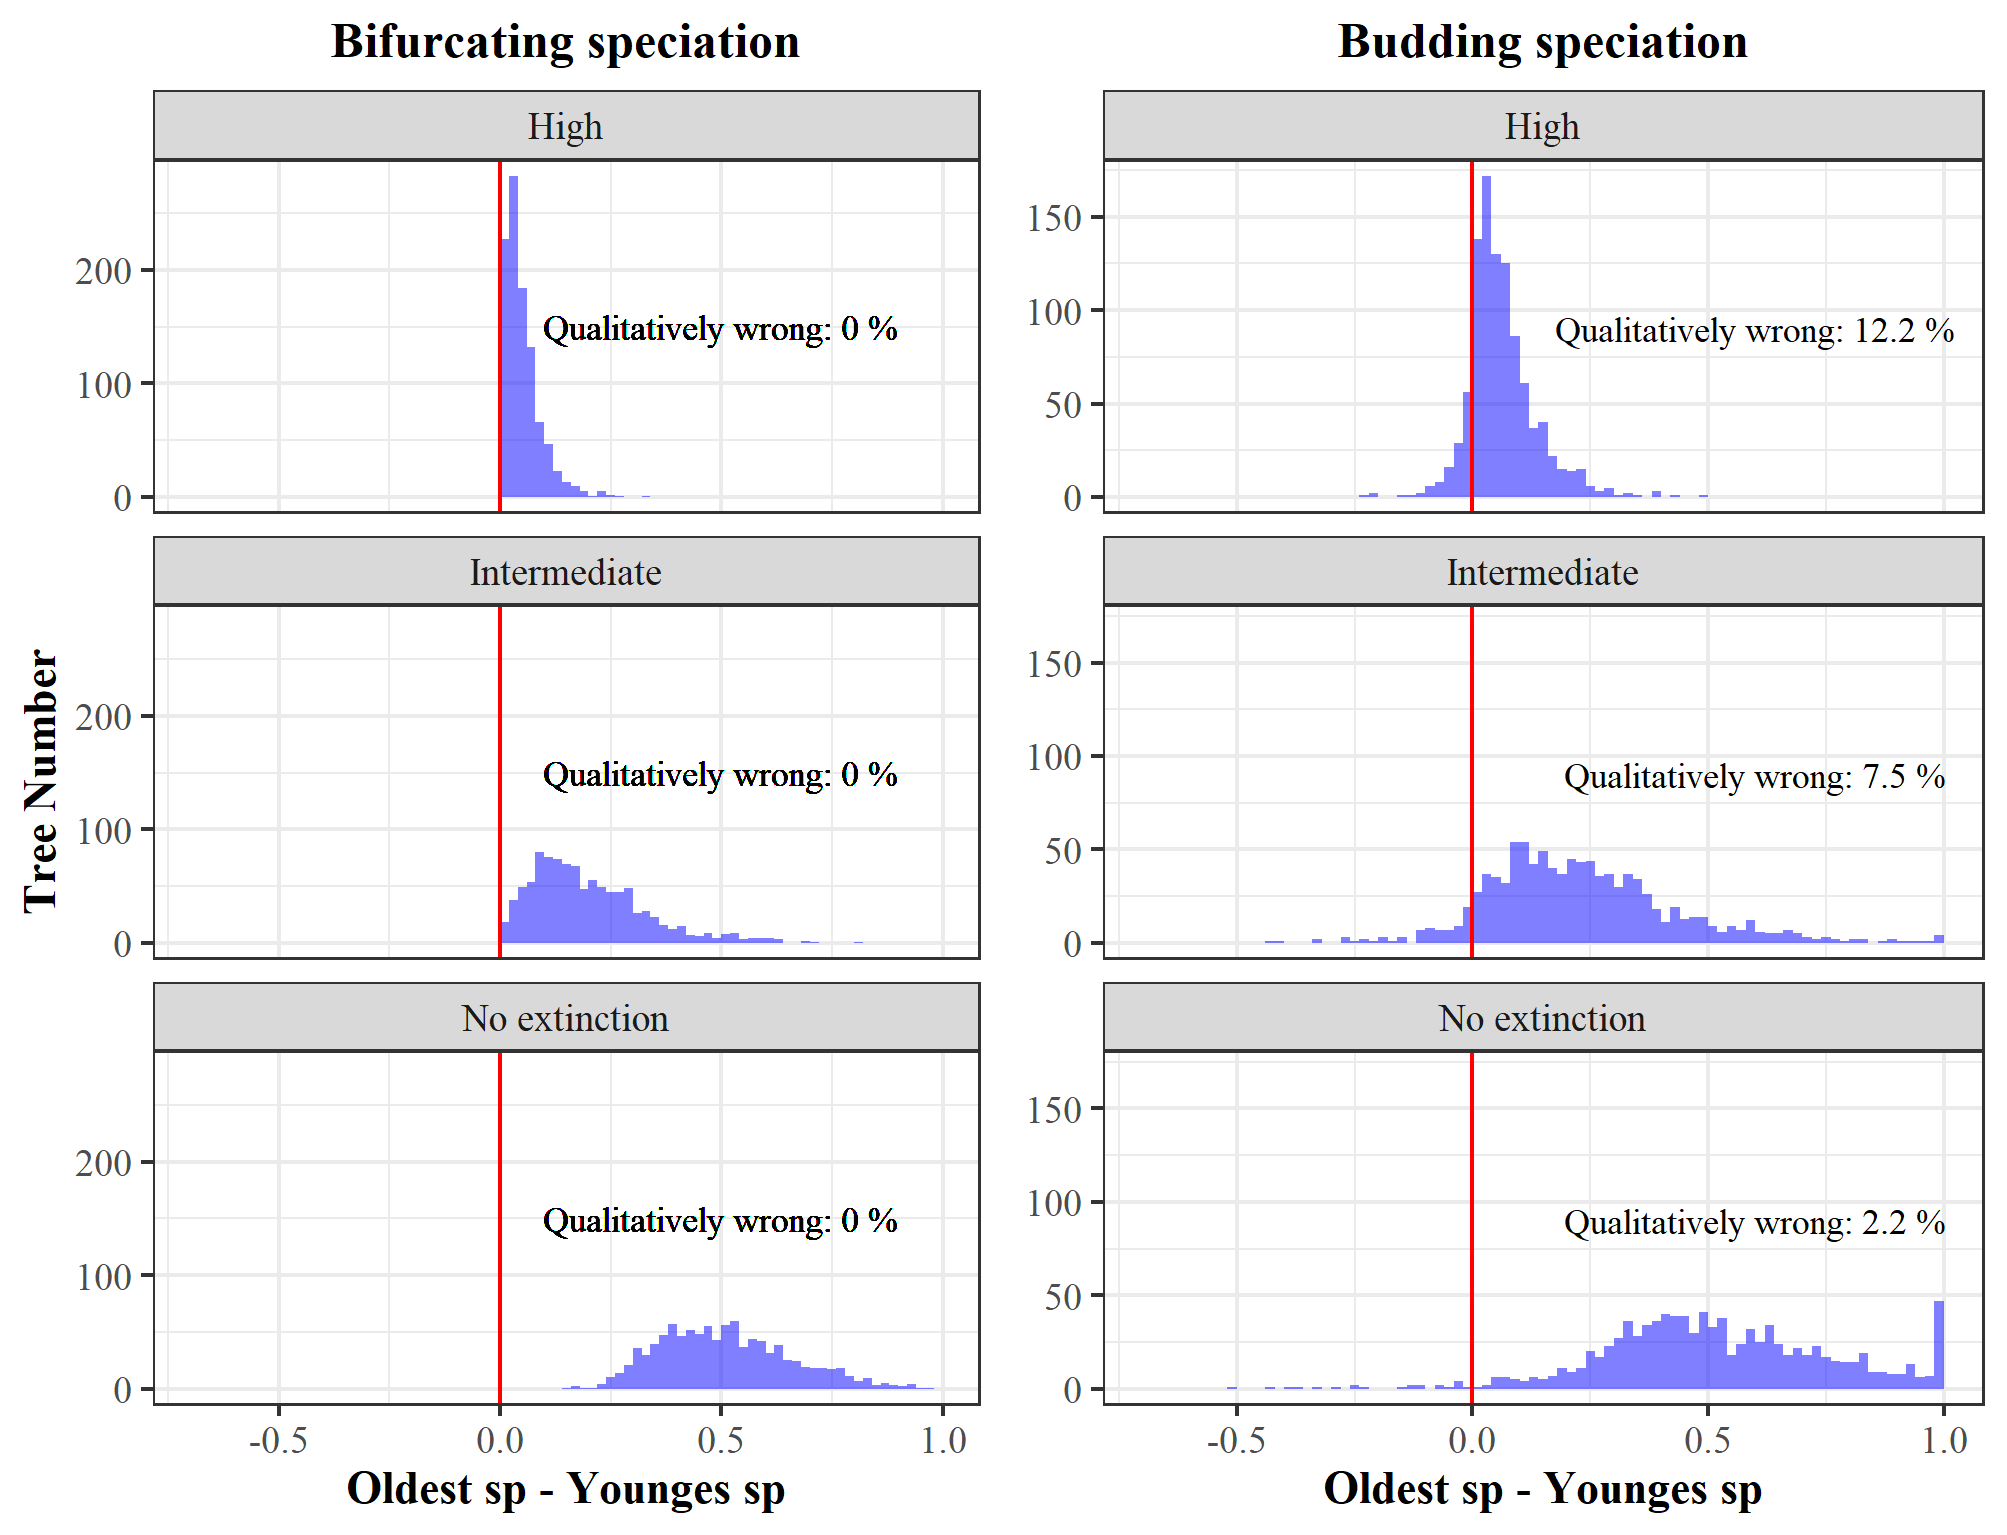 Bifurcating speciation
Budding speciation
High
High
200
100
0
Qualitatively wrong: 0 %
150
100
50
0
Qualitatively wrong: 12.2 %
Intermediate
Intermediate
Tree Number
200
100
0
Qualitatively wrong: 0 %
150
100
50
0
Qualitatively wrong: 7.5 %
No extinction
No extinction
200
100
0
Qualitatively wrong: 0 %
150
100
50
0
Qualitatively wrong: 2.2 %
-0.5 0.0 0.5 1.0
-0.5 0.0 0.5 1.0
Oldest sp - Younges sp
Oldest sp - Younges sp